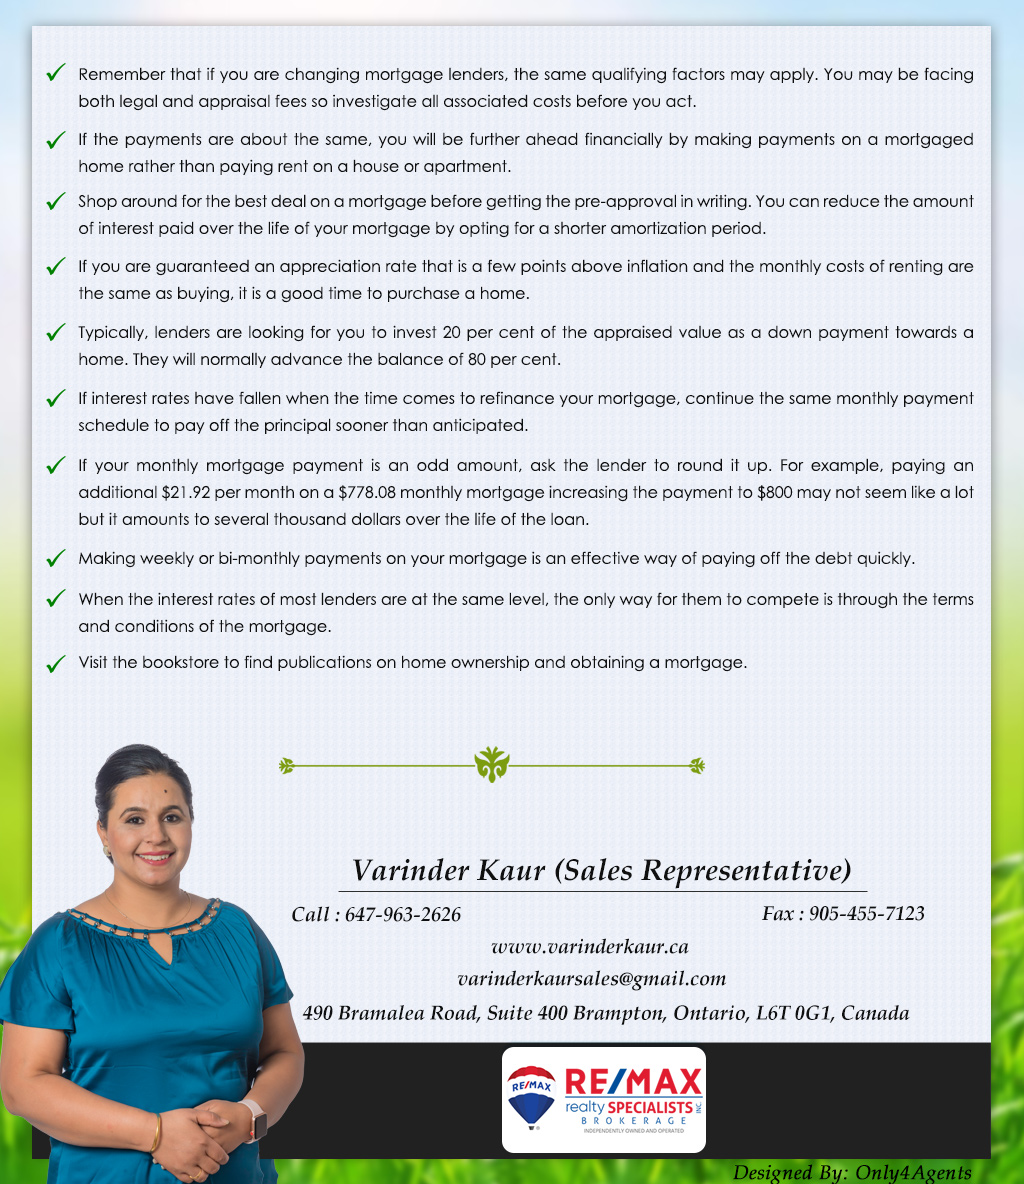 Remember that if you are changing mortgage lenders, the same qualifying factors may apply. You may be facing
both legal and appraisal fees so investigate all associated costs before you act.
If the payments are about the same, you will be further ahead financially by making payments on a mortgaged
home rather than paying rent on a house or apartment.
Shop around for the best deal on a mortgage before getting the pre-approval in writing. You can reduce the amount
of interest paid over the life of your mortgage by opting for a shorter amortization period.
If you are guaranteed an appreciation rate that is a few points above inflation and the monthly costs of renting are
the same as buying, it is a good time to purchase a home.
Typically, lenders are looking for you to invest 20 per cent of the appraised value as a down payment towards a
home. They will normally advance the balance of 80 per cent.
If interest rates have fallen when the time comes to refinance your mortgage, continue the same monthly payment
schedule to pay off the principal sooner than anticipated.
If your monthly mortgage payment is an odd amount, ask the lender to round it up. For example, paying an
additional $21.92 per month on a $778.08 monthly mortgage increasing the payment to $800 may not seem like a lot
but it amounts to several thousand dollars over the life of the loan.
Making weekly or bi-monthly payments on your mortgage is an effective way of paying off the debt quickly.
When the interest rates of most lenders are at the same level, the only way for them to compete is through the terms
and conditions of the mortgage.
Visit the bookstore to find publications on home ownership and obtaining a mortgage.
Varinder Kaur (Sales Representative)
Call : 647-963-2626
Fax : 905-455-7123
www.varinderkaur.ca
varinderkaursales@gmail.com
490 Bramalea Road, Suite 400 Brampton, Ontario, L6T 0G1, Canada
RE/MAX
RE/MAX
realty SPECIALISTS INC.
BROKERAGE
INDEPENDENTLY OWNED AND OPERATED
Designed By: Only4Agents